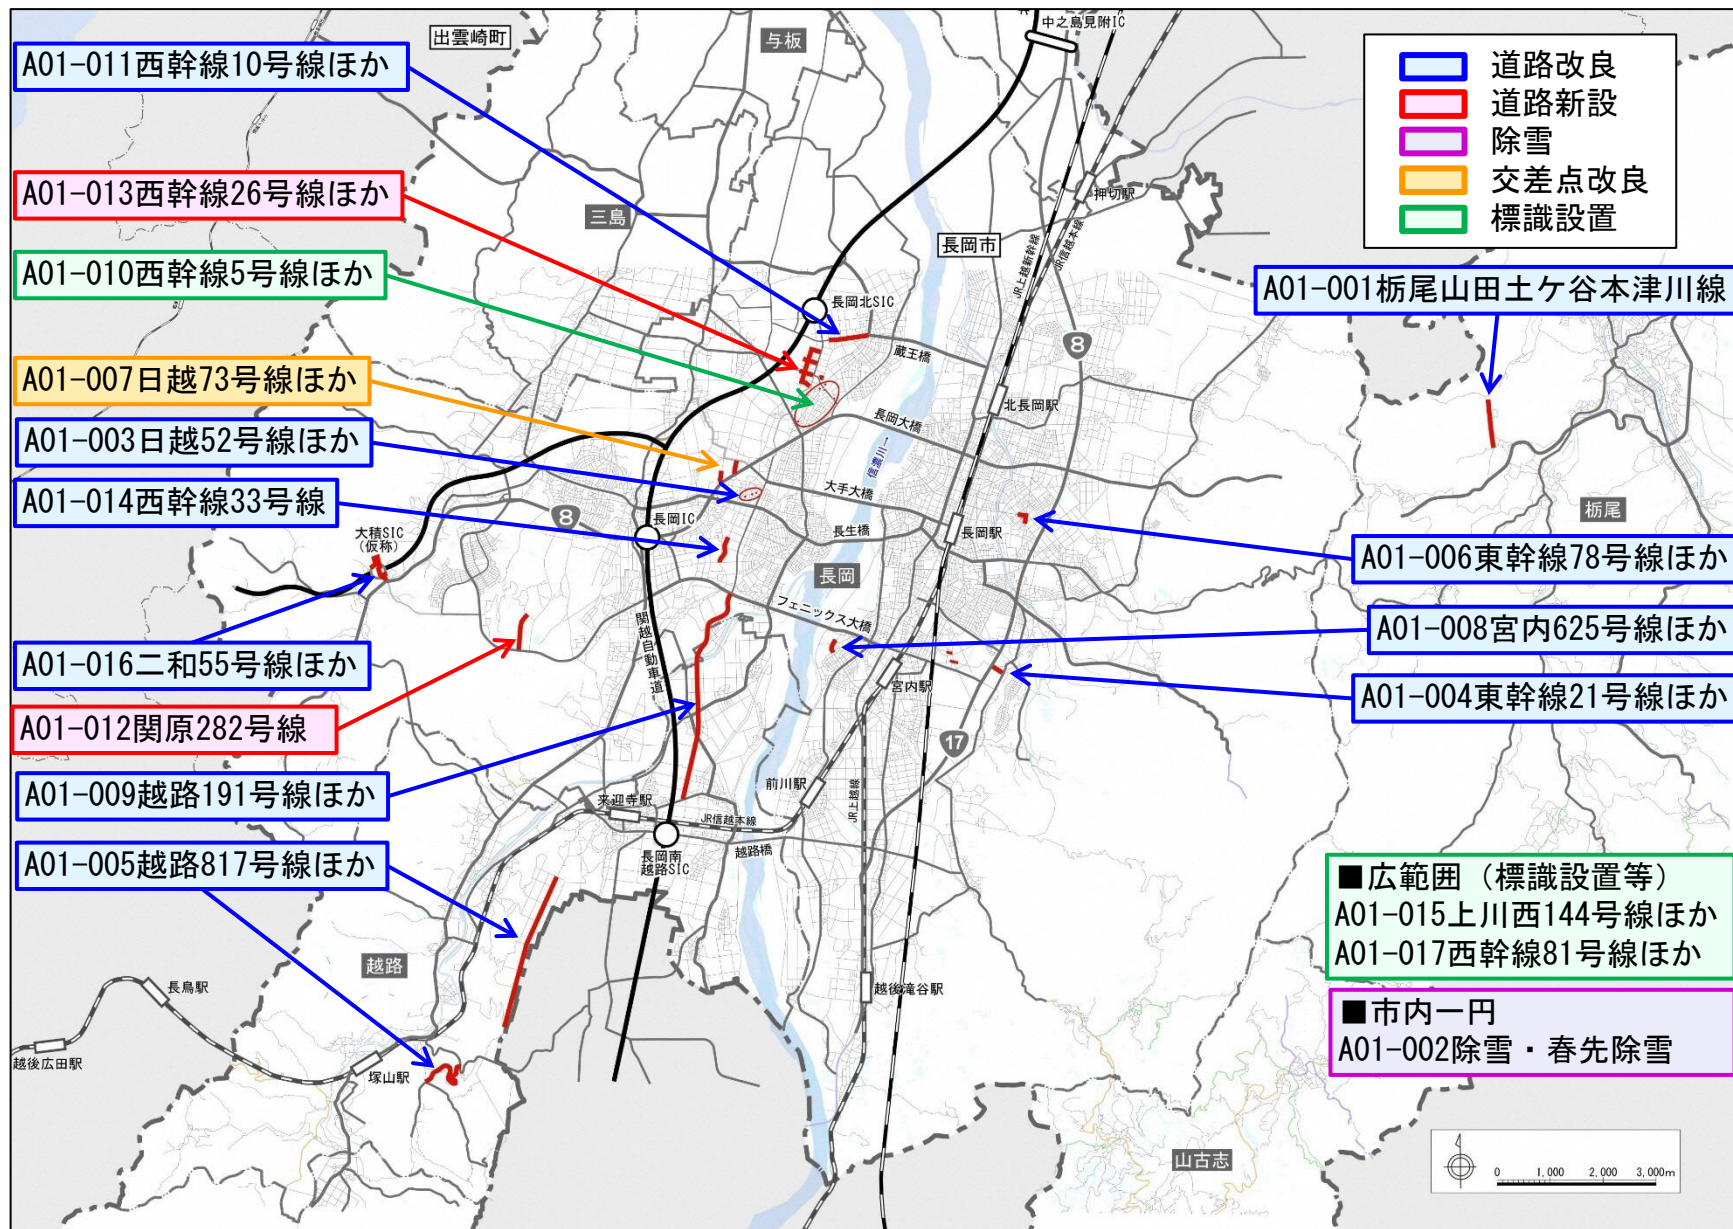 中之島見附IC
出雲崎町
与板
A01-011西幹線10号線ほか
道路改良
道路新設
除雪
交差点改良
標識設置
A01-013西幹線26号線ほか
三島
押切駅
長岡市
JR上越新幹線
JR信越本線
A01-010西幹線5号線ほか
A01-001栃尾山田土ケ谷本津川線
長岡北SIC
蔵王橋
8
A01-007日越73号線ほか
北長岡駅
長岡大橋
A01-003日越52号線ほか
信濃川
大手大橋
A01-014西幹線33号線
8
長岡IC
長生橋
長岡駅
栃尾
大積SIC
(仮称)
A01-006東幹線78号線ほか
長岡
フェニックス大橋
関越自動車道
A01-008宮内625号線ほか
A01-016二和55号線ほか
宮内駅
A01-004東幹線21号線ほか
A01-012関原282号線
17
A01-009越路191号線ほか
前川駅
JR上越線
来迎寺駅
JR信越本線
越路橋
長岡南
越路SIC
A01-005越路817号線ほか
■広範囲（標識設置等）
A01-015上川西144号線ほか
A01-017西幹線81号線ほか
越路
長鳥駅
越後滝谷駅
■市内一円
A01-002除雪・春先除雪
越後広田駅
塚山駅
山古志
0 1,000 2,000 3,000m